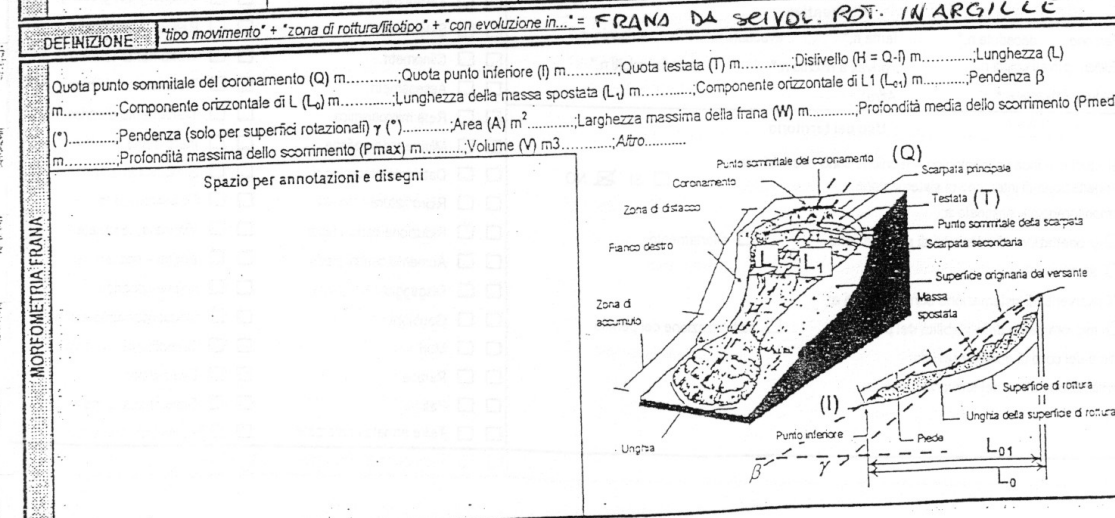 DEFINIZIONE "tipo movimento" + "zona di rottura/litotipo" + "con evoluzione in..." = FRANA DA SCIVOL. ROT. IN ARGILLE
Quota punto sommitale del coronamento (Q) m............;Quota punto inferiore (I) m............;Quota testata (T) m............;Dislivello (H = Q-I) m............;Lunghezza (L)
m............;Componente orizzontale di L (L₀) m............;Lunghezza della massa spostata (L₁) m............;Componente orizzontale di L1 (L₀₁) m..........;Pendenza β
(°)............;Pendenza (solo per superfici rotazionali) γ (°)............;Area (A) m²..........;Larghezza massima della frana (W) m............;Profondità media dello scorrimento (Pmed
m............;Profondità massima dello scorrimento (Pmax) m.........;Volume (V) m3............;Altro..........
MORFOMETRIA FRANA
Spazio per annotazioni e disegni
Punto sommitale del coronamento (Q)
Coronamento
Scarpata principale
Zona di distacco
Testata (T)
Punto sommitale della scarpata
Fianco destro
Scarpata secondaria
L L₁
Superficie originaria del versante
Zona di
accumulo
Massa
spostata
Superficie di rottura
(I)
Unghia della superficie di rottura
Punto inferiore
Piede
Unghia
β γ
L₀₁
L₀